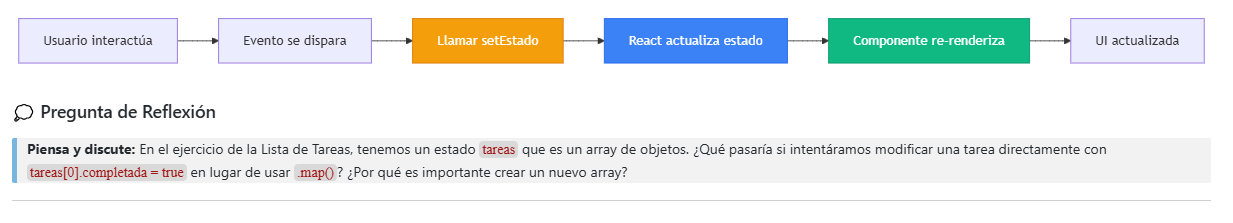 Usuario interactúa
Evento se dispara
Llamar setEstado
React actualiza estado
Componente re-renderiza
UI actualizada
Pregunta de Reflexión
Piensa y discute: En el ejercicio de la Lista de Tareas, tenemos un estado tareas que es un array de objetos. ¿Qué pasaría si intentáramos modificar una tarea directamente con
tareas[0].completada = true en lugar de usar .map()? ¿Por qué es importante crear un nuevo array?